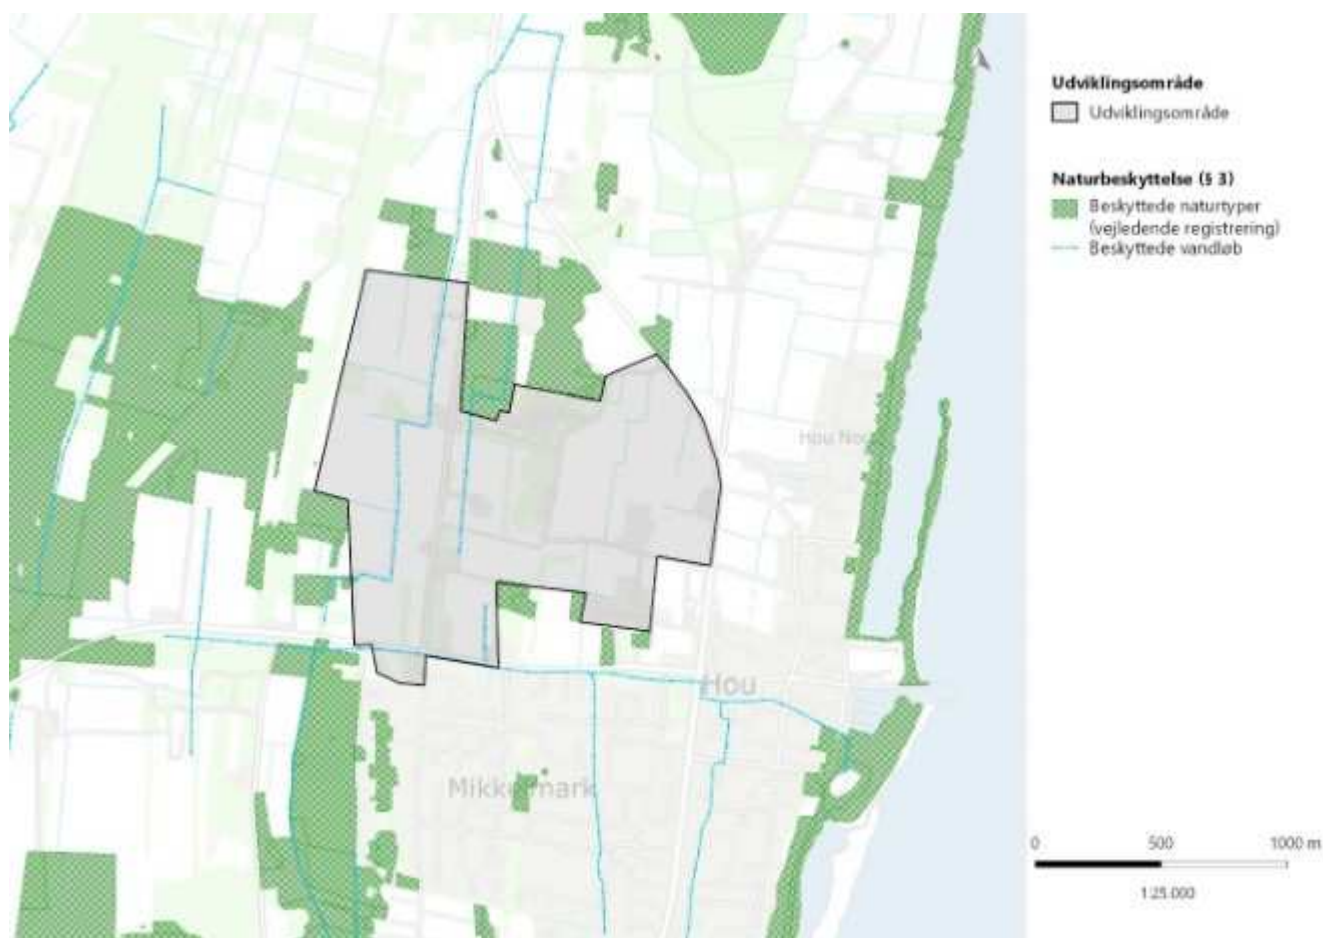 Udviklingsområde
Udviklingsområde
Naturbeskyttelse (§ 3)
Beskyttede naturtyper
(vejledende registrering)
Beskyttede vandløb
Hou Nord
Hou
Mikkelmark
0 500 1000 m
1:25.000